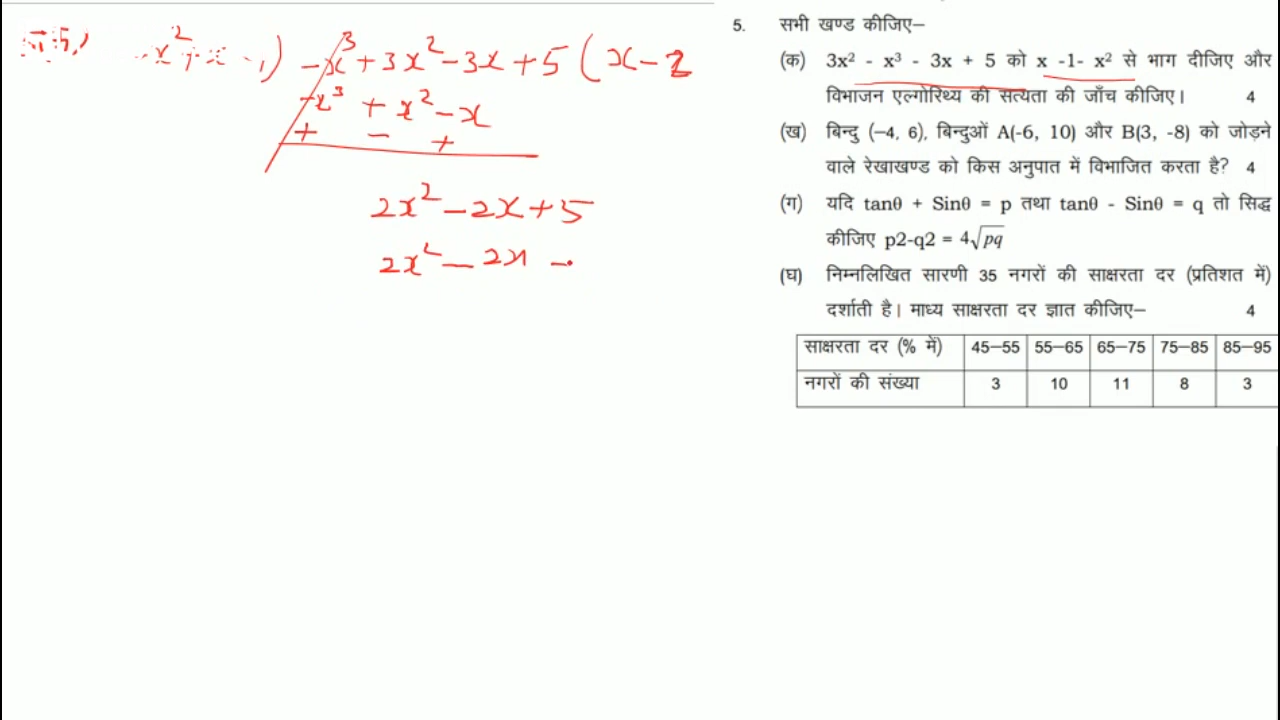 -x² + x - 1) -x³ + 3x² - 3x + 5 ( x - 2
-x³ + x² - x
+ - +
2x² - 2x + 5
2x² - 2x
5. सभी खण्ड कीजिए–
(क) 3x² - x³ - 3x + 5 को x -1- x² से भाग दीजिए और
विभाजन एल्गोरिथ्य की सत्यता की जाँच कीजिए। 4
(ख) बिन्दु (–4, 6), बिन्दुओं A(-6, 10) और B(3, -8) को जोड़ने
वाले रेखाखण्ड को किस अनुपात में विभाजित करता है? 4
(ग) यदि tanθ + Sinθ = p तथा tanθ - Sinθ = q तो सिद्ध
कीजिए p2-q2 = 4√pq
(घ) निम्नलिखित सारणी 35 नगरों की साक्षरता दर (प्रतिशत में)
दर्शाती है। माध्य साक्षरता दर ज्ञात कीजिए– 4
साक्षरता दर (% में) 45–55 55–65 65–75 75–85 85–95
नगरों की संख्या 3 10 11 8 3